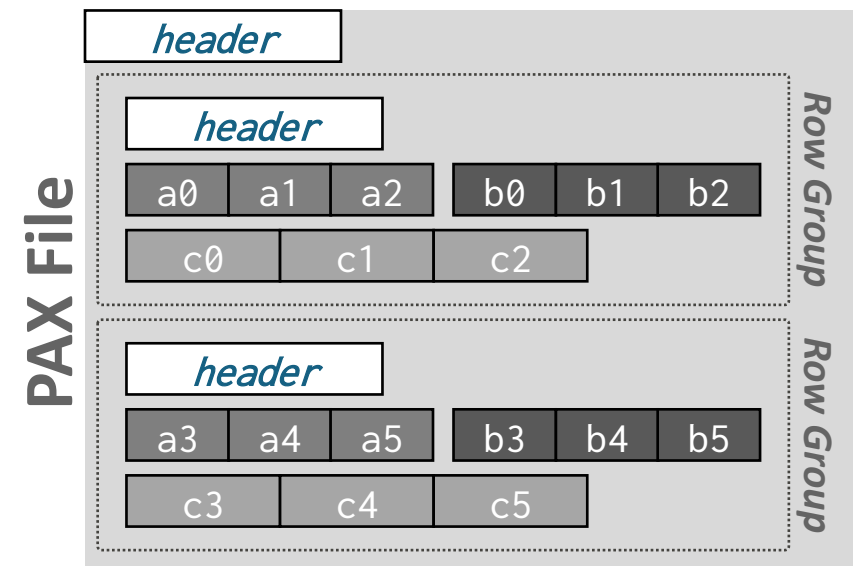 PAX File
header
Row Group
header
a0 a1 a2 b0 b1 b2
c0 c1 c2
Row Group
header
a3 a4 a5 b3 b4 b5
c3 c4 c5